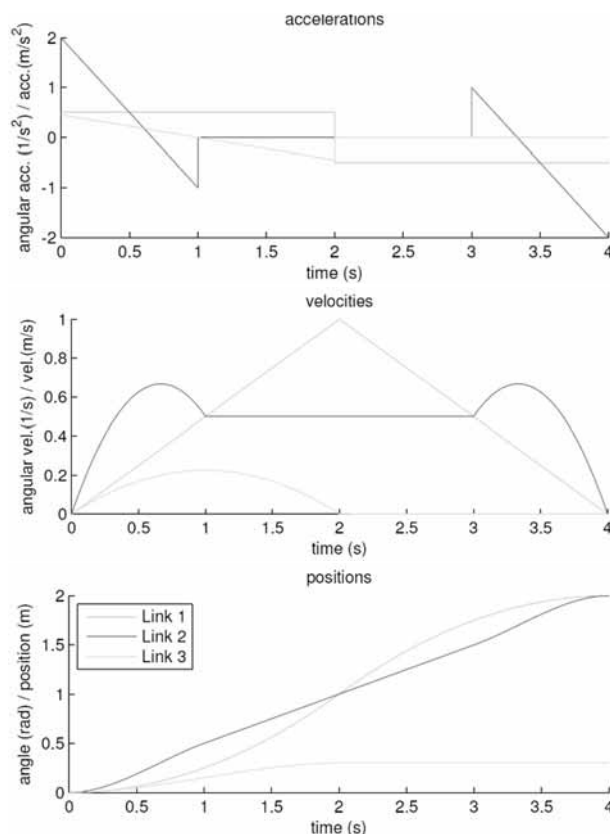 accelerations
angular acc. (1/s²) / acc.(m/s²)
2
1
0
-1
-2
0 0.5 1 1.5 2 2.5 3 3.5 4
time (s)
velocities
angular vel.(1/s) / vel.(m/s)
1
0.8
0.6
0.4
0.2
0
0.5 1 1.5 2 2.5 3 3.5 4
time (s)
positions
angle (rad) / position (m)
2
1.5
1
0.5
0
Link 1
Link 2
Link 3
0 0.5 1 1.5 2 2.5 3 3.5 4
time (s)